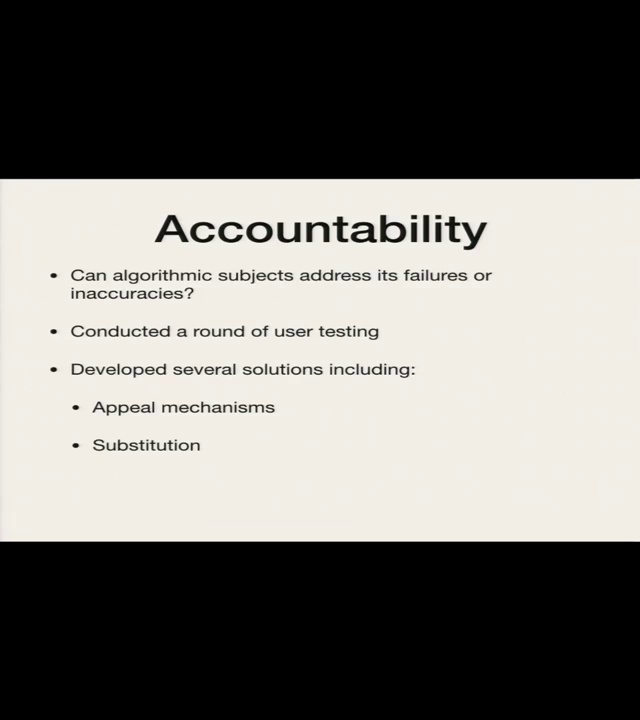 Accountability
• Can algorithmic subjects address its failures or
inaccuracies?
• Conducted a round of user testing
• Developed several solutions including:
• Appeal mechanisms
• Substitution